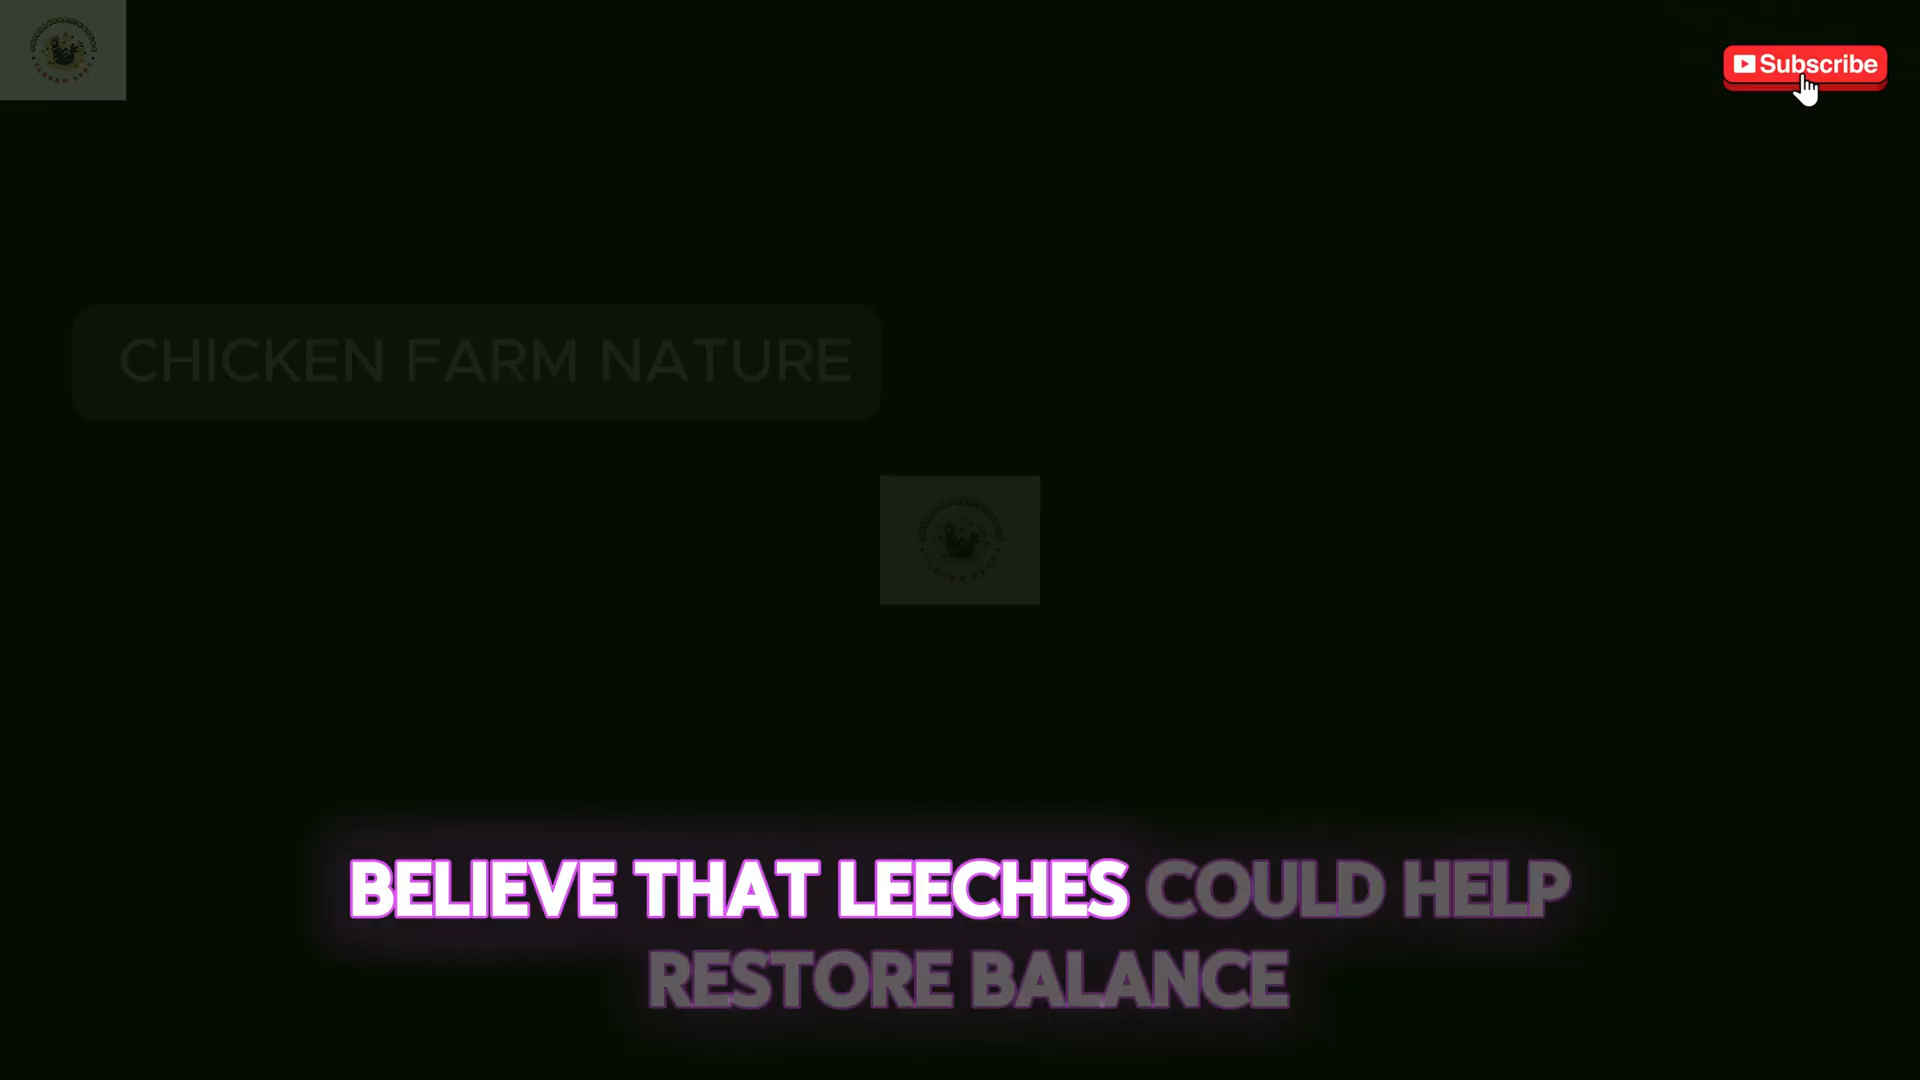 Subscribe
CHICKEN FARM NATURE
BELIEVE THAT LEECHES COULD HELP
RESTORE BALANCE